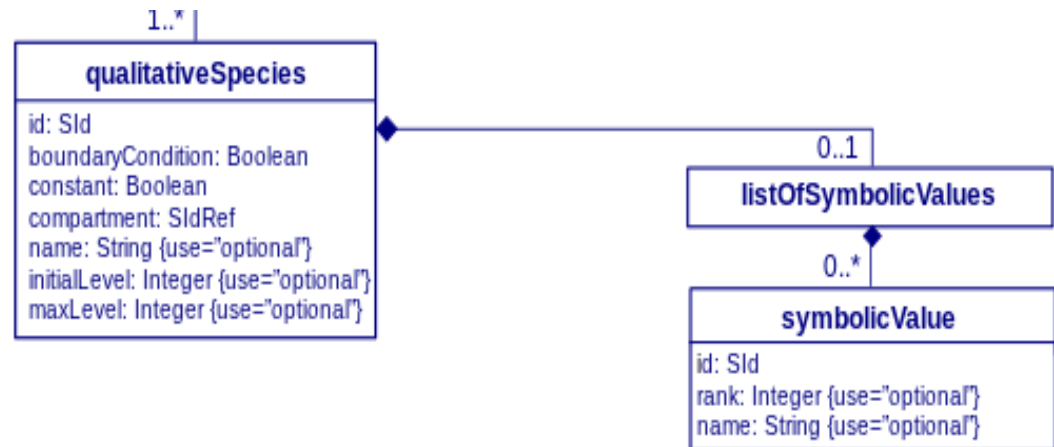 1..*
qualitativeSpecies
id: SId
boundaryCondition: Boolean
constant: Boolean
compartment: SIdRef
name: String {use="optional"}
initialLevel: Integer {use="optional"}
maxLevel: Integer {use="optional"}
0..1
listOfSymbolicValues
0..*
symbolicValue
id: SId
rank: Integer {use="optional"}
name: String {use="optional"}